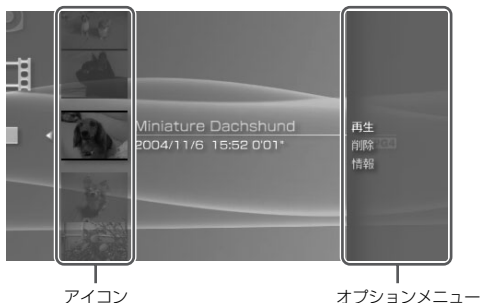 Miniature Dachshund
2004/11/6 15:52 0'01"
再生
削除
情報
アイコン
オプションメニュー